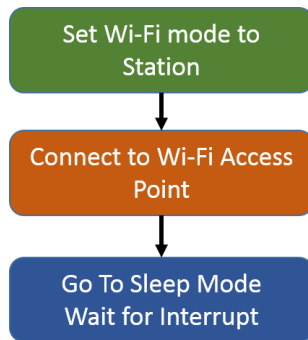 Set Wi-Fi mode to
Station
Connect to Wi-Fi Access
Point
Go To Sleep Mode
Wait for Interrupt